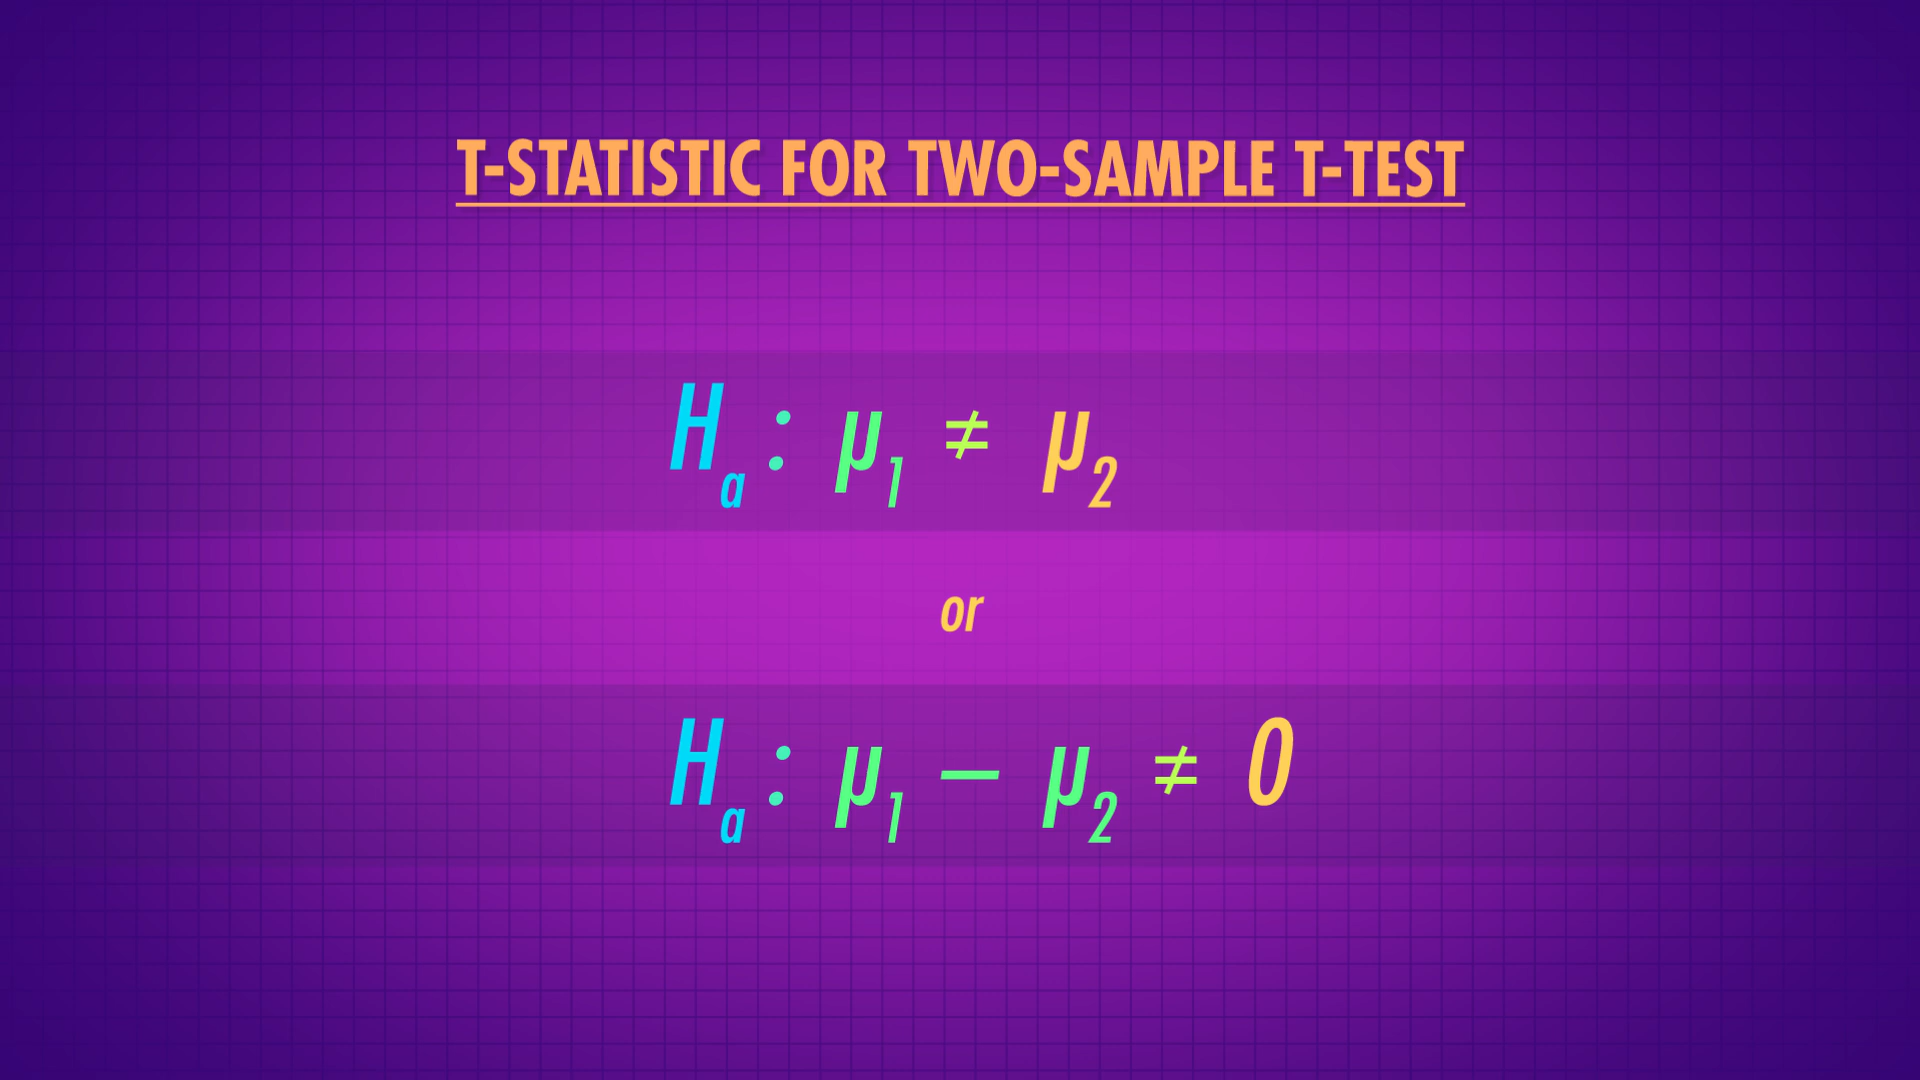 T-STATISTIC FOR TWO-SAMPLE T-TEST
Hₐ : μ₁ ≠ μ₂
or
Hₐ : μ₁ – μ₂ ≠ 0